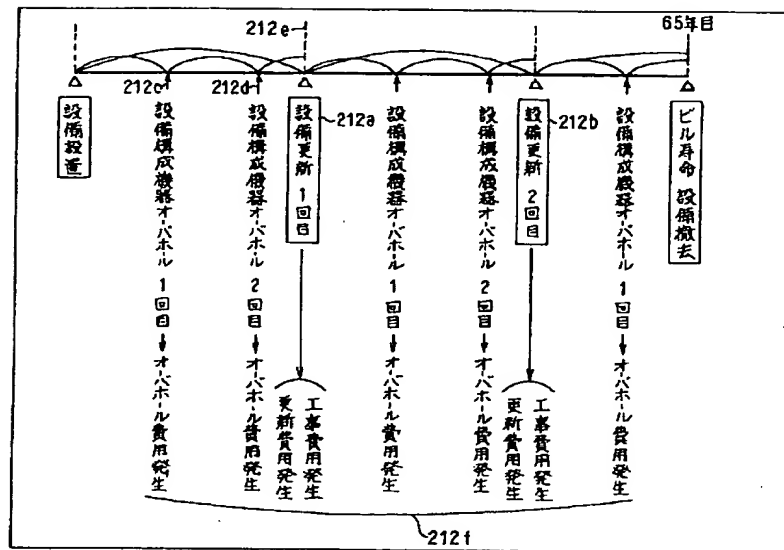 212e
65年目
212c
212d
設備設置
設備構成機器オーバホール 1回目→オーバホール費用発生
設備構成機器オーバホール 2回目→オーバホール費用発生
設備更新 1回目
212a
更新費用発生
工事費用発生
設備構成機器オーバホール 1回目→オーバホール費用発生
設備構成機器オーバホール 2回目→オーバホール費用発生
設備更新 2回目
212b
更新費用発生
工事費用発生
設備構成機器オーバホール 1回目→オーバホール費用発生
ビル寿命 設備撤去
212f